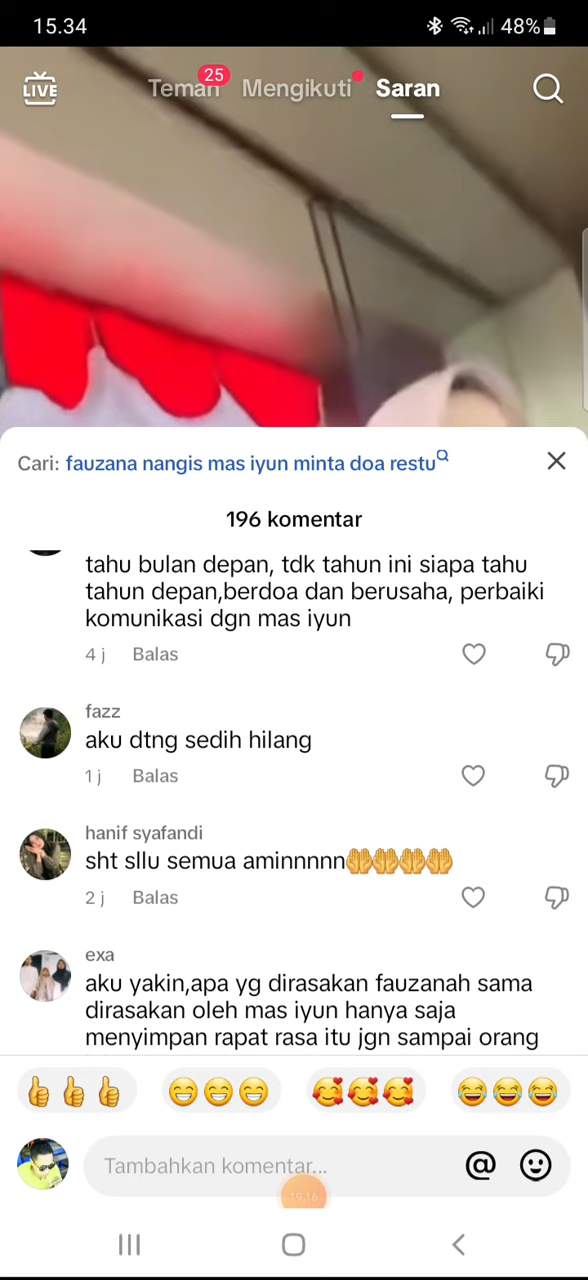 15.34
48%
LIVE
Teman
25
Mengikuti
Saran
Cari: fauzana nangis mas iyun minta doa restu
196 komentar
tahu bulan depan, tdk tahun ini siapa tahu
tahun depan,berdoa dan berusaha, perbaiki
komunikasi dgn mas iyun
4 j Balas
fazz
aku dtng sedih hilang
1 j Balas
hanif syafandi
sht sllu semua aminnnnn🤲🤲🤲🤲
2 j Balas
exa
aku yakin,apa yg dirasakan fauzanah sama
dirasakan oleh mas iyun hanya saja
menyimpan rapat rasa itu jgn sampai orang
Tambahkan komentar...
19.16